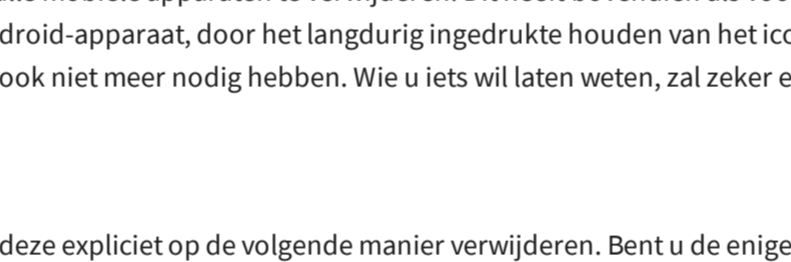 droid-apparaat, door het langdurig ingedrukte houden van het ico
ook niet meer nodig hebben. Wie u iets wil laten weten, zal zeker e
deze expliciet op de volgende manier verwijderen. Bent u de enige